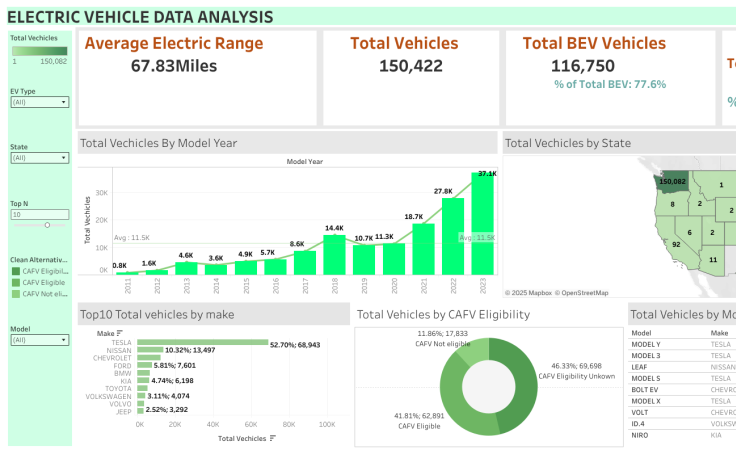 ELECTRIC VEHICLE DATA ANALYSIS
Total Vechicles
1 150,082
EV Type
(All)
State
(All)
Top N
10
Clean Alternativ...
CAFV Eligibil...
CAFV Eligible
CAFV Not eli...
Model
(All)
Average Electric Range
67.83Miles
Total Vehicles
150,422
Total BEV Vehicles
116,750
% of Total BEV: 77.6%
T
%
Total Vechicles By Model Year
Model Year
Total Vechicles
30K
20K
10K
0K
Avg : 11.5K
Avg : 11.5K
0.8K 1.6K 4.6K 3.6K 4.9K 5.7K 8.6K 14.4K 10.7K 11.3K 18.7K 27.8K 37.1K
2011 2012 2013 2014 2015 2016 2017 2018 2019 2020 2021 2022 2023
Total Vechicles by State
150,082 1
8 2 2
6 2
92 11
© 2025 Mapbox © OpenStreetMap
Top10 Total vehicles by make
Make
TESLA 52.70%; 68,943
NISSAN 10.32%; 13,497
CHEVROLET
FORD 5.81%; 7,601
BMW
KIA 4.74%; 6,198
TOYOTA
VOLKSWAGEN 3.11%; 4,074
VOLVO
JEEP 2.52%; 3,292
0K 20K 40K 60K 80K 100K
Total Vechicles
Total Vehicles by CAFV Eligibility
11.86%; 17,833
CAFV Not eligible
46.33%; 69,698
CAFV Eligibility Unkown
41.81%; 62,891
CAFV Eligible
Total Vehicles by Mo
Model Make
MODEL Y TESLA
MODEL 3 TESLA
LEAF NISSAN
MODEL S TESLA
BOLT EV CHEVRO
MODEL X TESLA
VOLT CHEVRO
ID.4 VOLKSW
NIRO KIA